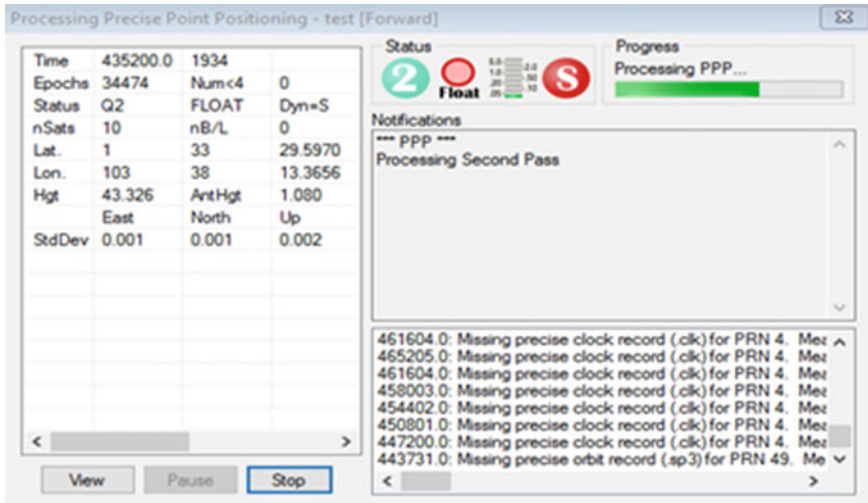 Processing Precise Point Positioning - test [Forward]
Time 435200.0 1934
Epochs 34474 Num<4 0
Status Q2 FLOAT Dyn=S
nSats 10 nB/L 0
Lat. 1 33 29.5970
Lon. 103 38 13.3656
Hgt 43.326 AntHgt 1.080
East North Up
StdDev 0.001 0.001 0.002
View Pause Stop
Status
2 Float S
Progress
Processing PPP...
Notifications
*** PPP ***
Processing Second Pass
461604.0: Missing precise clock record (.clk) for PRN 4. Mea
465205.0: Missing precise clock record (.clk) for PRN 4. Mea
461604.0: Missing precise clock record (.clk) for PRN 4. Mea
458003.0: Missing precise clock record (.clk) for PRN 4. Mea
454402.0: Missing precise clock record (.clk) for PRN 4. Mea
450801.0: Missing precise clock record (.clk) for PRN 4. Mea
447200.0: Missing precise clock record (.clk) for PRN 4. Mea
443731.0: Missing precise orbit record (.sp3) for PRN 49. Me